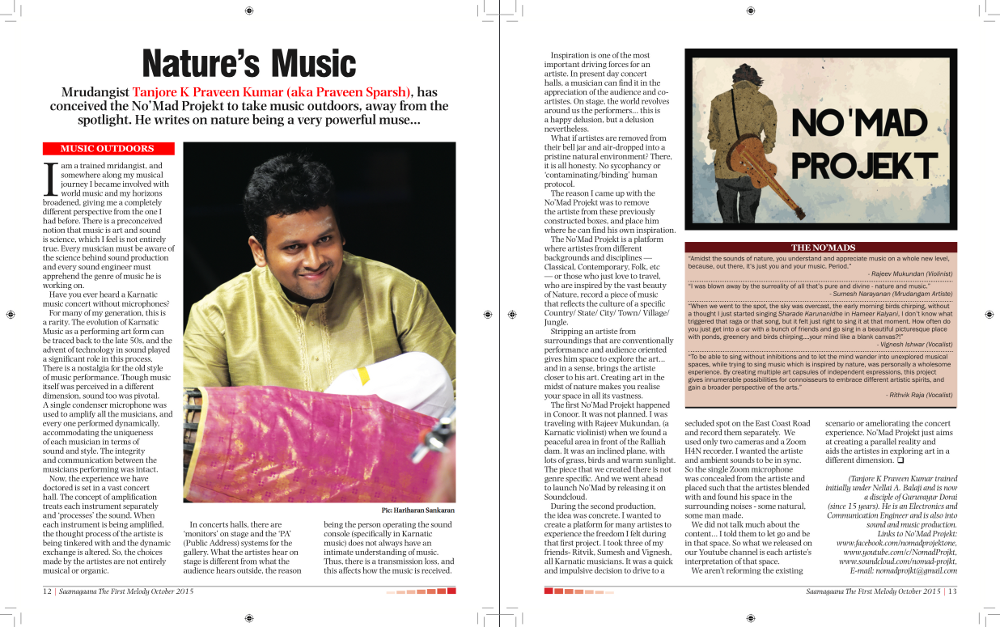 Nature's Music
Mrudangist Tanjore K Praveen Kumar (aka Praveen Sparsh), has
conceived the No'Mad Projekt to take music outdoors, away from the
spotlight. He writes on nature being a very powerful muse...
MUSIC OUTDOORS
I am a trained mridangist, and
somewhere along my musical
journey I became involved with
world music and my horizons
broadened, giving me a completely
different perspective from the one I
had before. There is a preconceived
notion that music is art and sound
is science, which I feel is not entirely
true. Every musician must be aware of
the science behind sound production
and every sound engineer must
apprehend the genre of music he is
working on.
Have you ever heard a Karnatic
music concert without microphones?
For many of my generation, this is
a rarity. The evolution of Karnatic
Music as a performing art form can
be traced back to the late 50s, and the
advent of technology in sound played
a significant role in this process.
There is a nostalgia for the old style
of music performance. Though music
itself was perceived in a different
dimension, sound too was pivotal.
A single condenser microphone was
used to amplify all the musicians, and
every one performed dynamically,
accommodating the uniqueness
of each musician in terms of
sound and style. The integrity
and communication between the
musicians performing was intact.
Now, the experience we have
doctored is set in a vast concert
hall. The concept of amplification
treats each instrument separately
and 'processes' the sound. When
each instrument is being amplified,
the thought process of the artiste is
being tinkered with and the dynamic
exchange is altered. So, the choices
made by the artistes are not entirely
musical or organic.
Pic: Hariharan Sankaran
In concerts halls, there are
'monitors' on stage and the 'PA'
(Public Address) systems for the
gallery. What the artistes hear on
stage is different from what the
audience hears outside, the reason
being the person operating the sound
console (specifically in Karnatic
music) does not always have an
intimate understanding of music.
Thus, there is a transmission loss, and
this affects how the music is received.
12 | Saamagaana The First Melody October 2015
Inspiration is one of the most
important driving forces for an
artiste. In present day concert
halls, a musician can find it in the
appreciation of the audience and co-
artistes. On stage, the world revolves
around us the performers... this is
a happy delusion, but a delusion
nevertheless.
What if artistes are removed from
their bell jar and air-dropped into a
pristine natural environment? There,
it is all honesty. No sycophancy or
'contaminating/binding' human
protocol.
The reason I came up with the
No'Mad Projekt was to remove
the artiste from these previously
constructed boxes, and place him
where he can find his own inspiration.
The No'Mad Projekt is a platform
where artistes from different
backgrounds and disciplines —
Classical, Contemporary, Folk, etc
— or those who just love to travel,
who are inspired by the vast beauty
of Nature, record a piece of music
that reflects the culture of a specific
Country/ State/ City/ Town/ Village/
Jungle.
Stripping an artiste from
surroundings that are conventionally
performance and audience oriented
gives him space to explore the art...
and in a sense, brings the artiste
closer to his art. Creating art in the
midst of nature makes you realise
your space in all its vastness.
The first No'Mad Projekt happened
in Conoor. It was not planned. I was
traveling with Rajeev Mukundan, (a
Karnatic violinist) when we found a
peaceful area in front of the Ralliah
dam. It was an inclined plane, with
lots of grass, birds and warm sunlight.
The piece that we created there is not
genre specific. And we went ahead
to launch No'Mad by releasing it on
Soundcloud.
During the second production,
the idea was concrete. I wanted to
create a platform for many artistes to
experience the freedom I felt during
that first project. I took three of my
friends- Ritvik, Sumesh and Vignesh,
all Karnatic musicians. It was a quick
and impulsive decision to drive to a
NO'MAD
PROJEKT
THE NO'MADS
"Amidst the sounds of nature, you understand and appreciate music on a whole new level,
because, out there, it's just you and your music. Period."
- Rajeev Mukundan (Violinist)
"I was blown away by the surreality of all that's pure and divine - nature and music."
- Sumesh Narayanan (Mrudangam Artiste)
"When we went to the spot, the sky was overcast, the early morning birds chirping, without
a thought I just started singing Sharade Karunanidhe in Hameer Kalyani, I don't know what
triggered that raga or that song, but it felt just right to sing it at that moment. How often do
you just get into a car with a bunch of friends and go sing in a beautiful picturesque place
with ponds, greenery and birds chirping....your mind like a blank canvas?!"
- Vignesh Ishwar (Vocalist)
"To be able to sing without inhibitions and to let the mind wander into unexplored musical
spaces, while trying to sing music which is inspired by nature, was personally a wholesome
experience. By creating multiple art capsules of independent expressions, this project
gives innumerable possibilities for connoisseurs to embrace different artistic spirits, and
gain a broader perspective of the arts."
- Rithvik Raja (Vocalist)
secluded spot on the East Coast Road
and record them separately. We
used only two cameras and a Zoom
H4N recorder. I wanted the artiste
and ambient sounds to be in sync.
So the single Zoom microphone
was concealed from the artiste and
placed such that the artistes blended
with and found his space in the
surrounding noises - some natural,
some man made.
We did not talk much about the
content... I told them to let go and be
in that space. So what we released on
our Youtube channel is each artiste's
interpretation of that space.
We aren't reforming the existing
scenario or ameliorating the concert
experience. No'Mad Projekt just aims
at creating a parallel reality and
aids the artistes in exploring art in a
different dimension. ❑
(Tanjore K Praveen Kumar trained
initially under Nellai A. Balaji and is now
a disciple of Guruvayur Dorai
(since 15 years). He is an Electronics and
Communication Engineer and is also into
sound and music production.
Links to No'Mad Projekt:
www.facebook.com/nomadprojektone,
www.youtube.com/c/NomadProjkt,
www.soundcloud.com/nomad-projkt,
E-mail: nomadprojkt@gmail.com
Saamagaana The First Melody October 2015 | 13